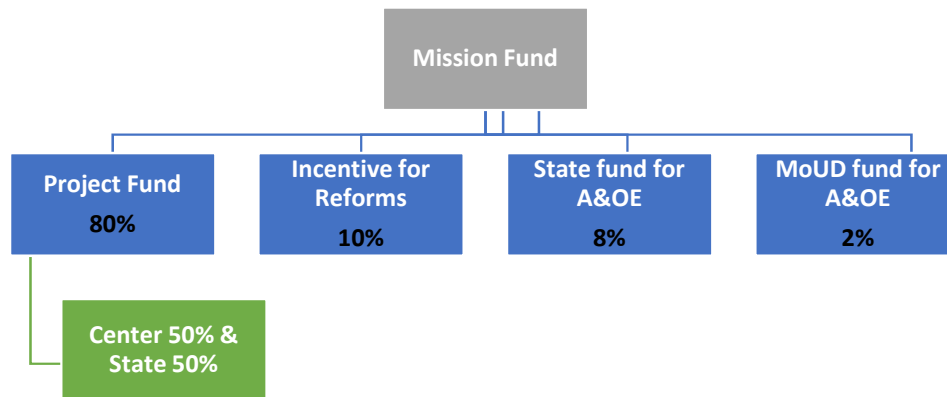 Mission Fund
Project Fund
80%
Incentive for
Reforms
10%
State fund for
A&OE
8%
MoUD fund for
A&OE
2%
Center 50% &
State 50%